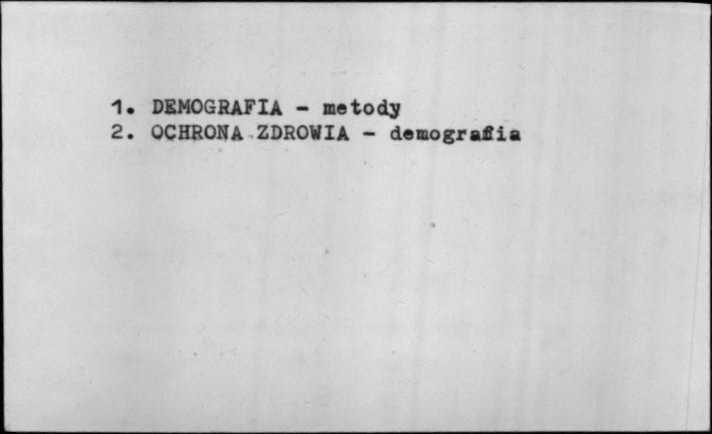 1. DEMOGRAFIA - metody
2. OCHRONA ZDROWIA - demografia